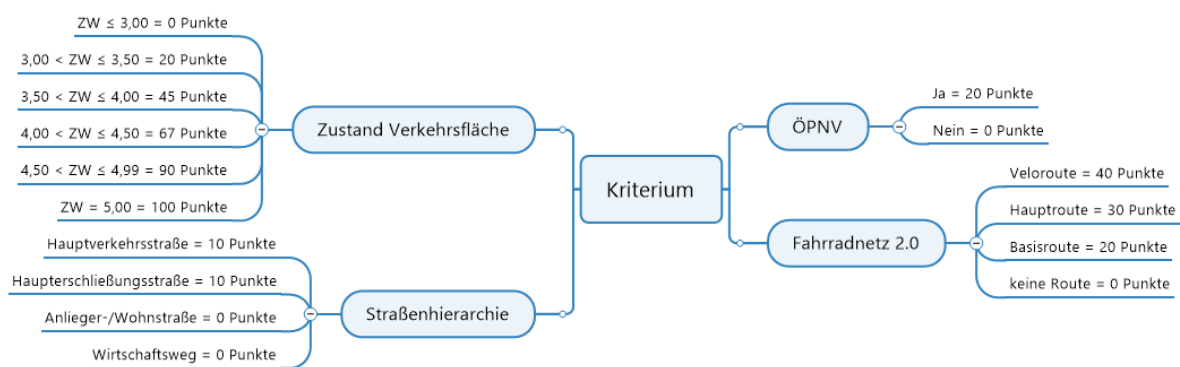 Kriterium
Zustand Verkehrsfläche
ZW ≤ 3,00 = 0 Punkte
3,00 < ZW ≤ 3,50 = 20 Punkte
3,50 < ZW ≤ 4,00 = 45 Punkte
4,00 < ZW ≤ 4,50 = 67 Punkte
4,50 < ZW ≤ 4,99 = 90 Punkte
ZW = 5,00 = 100 Punkte
Straßenhierarchie
Hauptverkehrsstraße = 10 Punkte
Haupterschließungsstraße = 10 Punkte
Anlieger-/Wohnstraße = 0 Punkte
Wirtschaftsweg = 0 Punkte
ÖPNV
Ja = 20 Punkte
Nein = 0 Punkte
Fahrradnetz 2.0
Veloroute = 40 Punkte
Hauptroute = 30 Punkte
Basisroute = 20 Punkte
keine Route = 0 Punkte